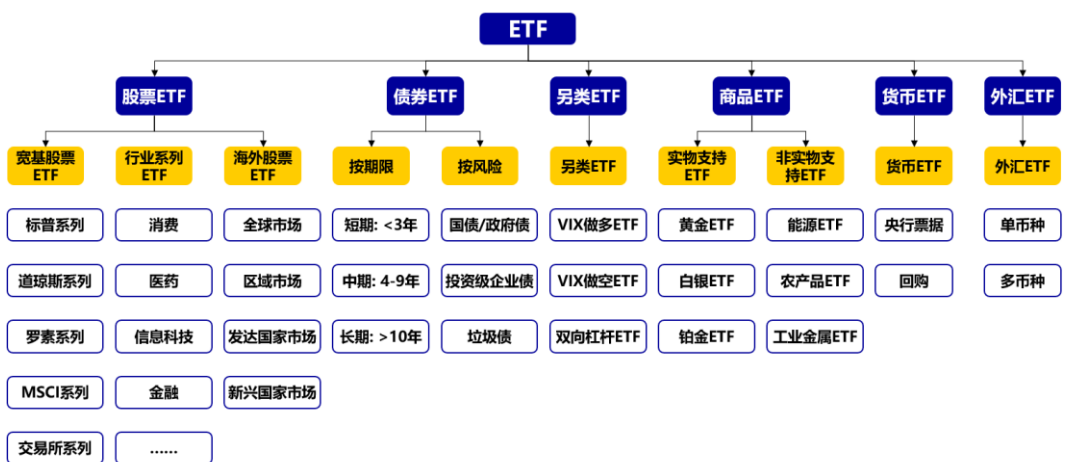 ETF
股票ETF
债券ETF
另类ETF
商品ETF
货币ETF
外汇ETF
宽基股票
ETF
行业系列
ETF
海外股票
ETF
按期限
按风险
另类ETF
实物支持
ETF
非实物支
持ETF
货币ETF
外汇ETF
标普系列
消费
全球市场
短期: <3年
国债/政府债
VIX做多ETF
黄金ETF
能源ETF
央行票据
单币种
道琼斯系列
医药
区域市场
中期: 4-9年
投资级企业债
VIX做空ETF
白银ETF
农产品ETF
回购
多币种
罗素系列
信息科技
发达国家市场
长期: >10年
垃圾债
双向杠杆ETF
铂金ETF
工业金属ETF
MSCI系列
金融
新兴国家市场
交易所系列
......